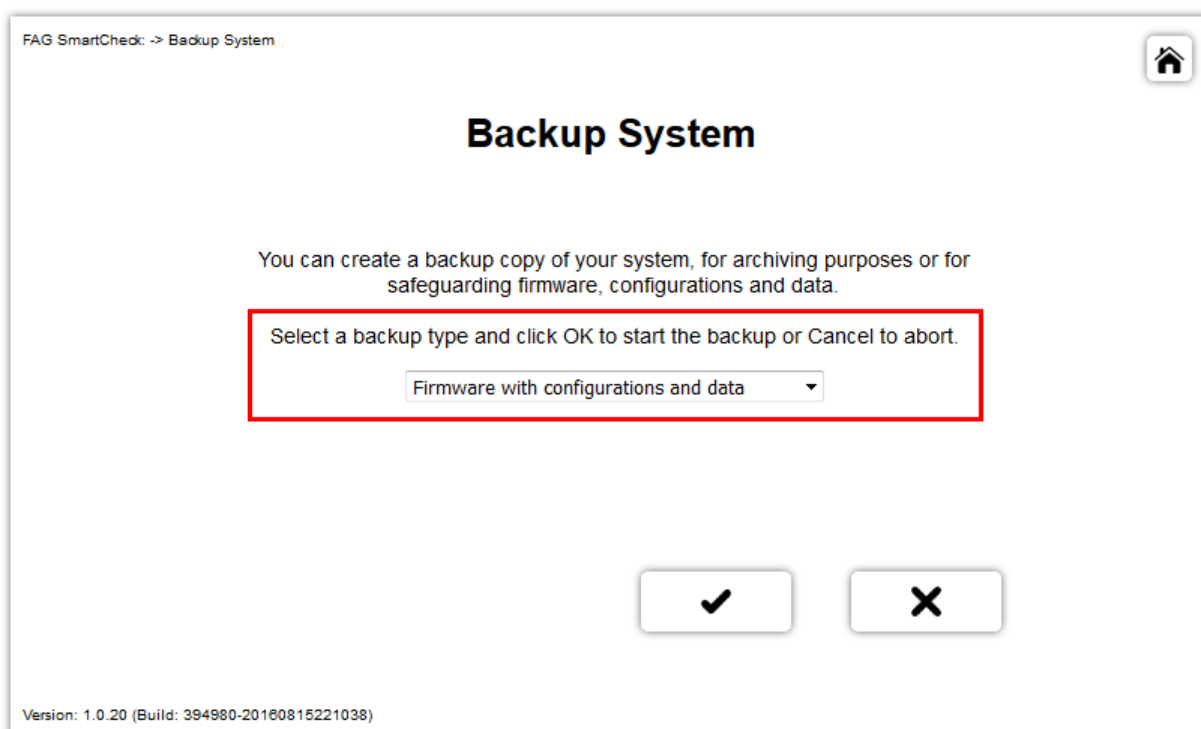 FAG SmartCheck: -> Backup System
Backup System
You can create a backup copy of your system, for archiving purposes or for
safeguarding firmware, configurations and data.
Select a backup type and click OK to start the backup or Cancel to abort.
Firmware with configurations and data
Version: 1.0.20 (Build: 394980-20160815221038)